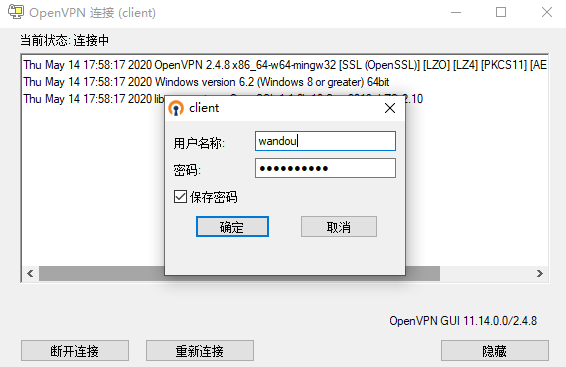 OpenVPN 连接 (client)
当前状态: 连接中
Thu May 14 17:58:17 2020 OpenVPN 2.4.8 x86_64-w64-mingw32 [SSL (OpenSSL)] [LZO] [LZ4] [PKCS11] [AE
Thu May 14 17:58:17 2020 Windows version 6.2 (Windows 8 or greater) 64bit
Thu May 14 17:58:17 2020 lib
2.10
client
用户名称:
wandou
密码:
保存密码
确定
取消
OpenVPN GUI 11.14.0.0/2.4.8
断开连接
重新连接
隐藏